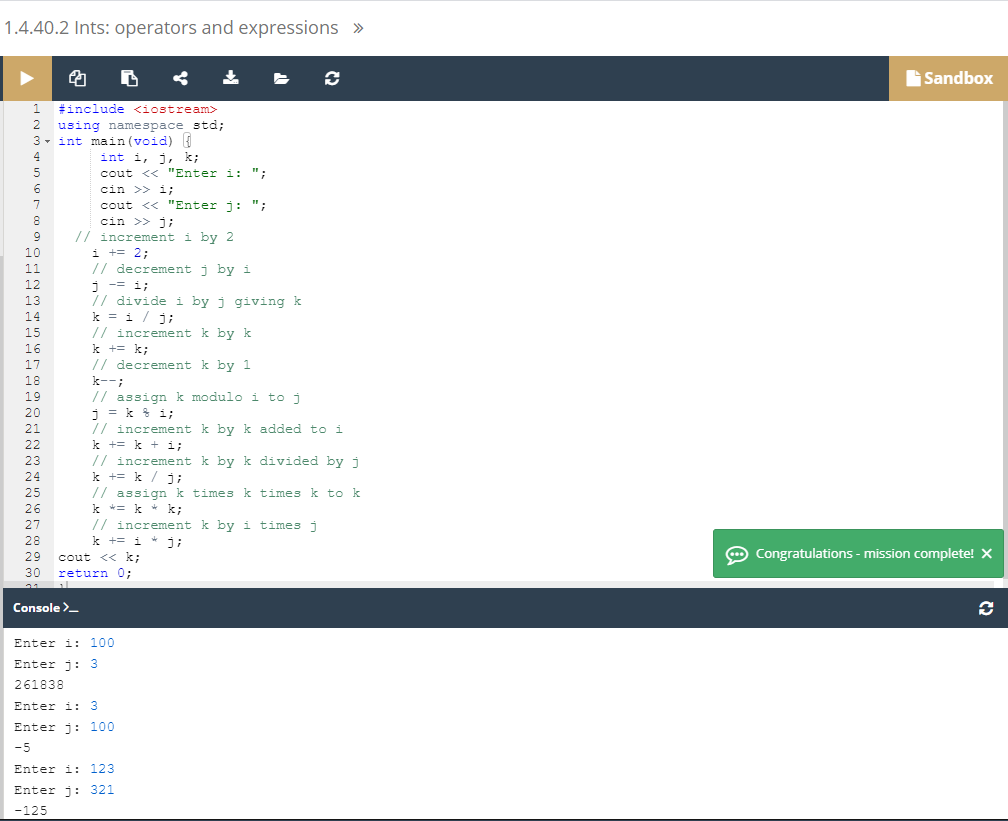 1.4.40.2 Ints: operators and expressions »
Sandbox
1 #include <iostream>
2 using namespace std;
3 int main(void) {
4 int i, j, k;
5 cout << "Enter i: ";
6 cin >> i;
7 cout << "Enter j: ";
8 cin >> j;
9 // increment i by 2
10 i += 2;
11 // decrement j by i
12 j -= i;
13 // divide i by j giving k
14 k = i / j;
15 // increment k by k
16 k += k;
17 // decrement k by 1
18 k--;
19 // assign k modulo i to j
20 j = k % i;
21 // increment k by k added to i
22 k += k + i;
23 // increment k by k divided by j
24 k += k / j;
25 // assign k times k times k to k
26 k *= k * k;
27 // increment k by i times j
28 k += i * j;
29 cout << k;
30 return 0;
31 }
Congratulations - mission complete! ×
Console >_
Enter i: 100
Enter j: 3
261838
Enter i: 3
Enter j: 100
-5
Enter i: 123
Enter j: 321
-125